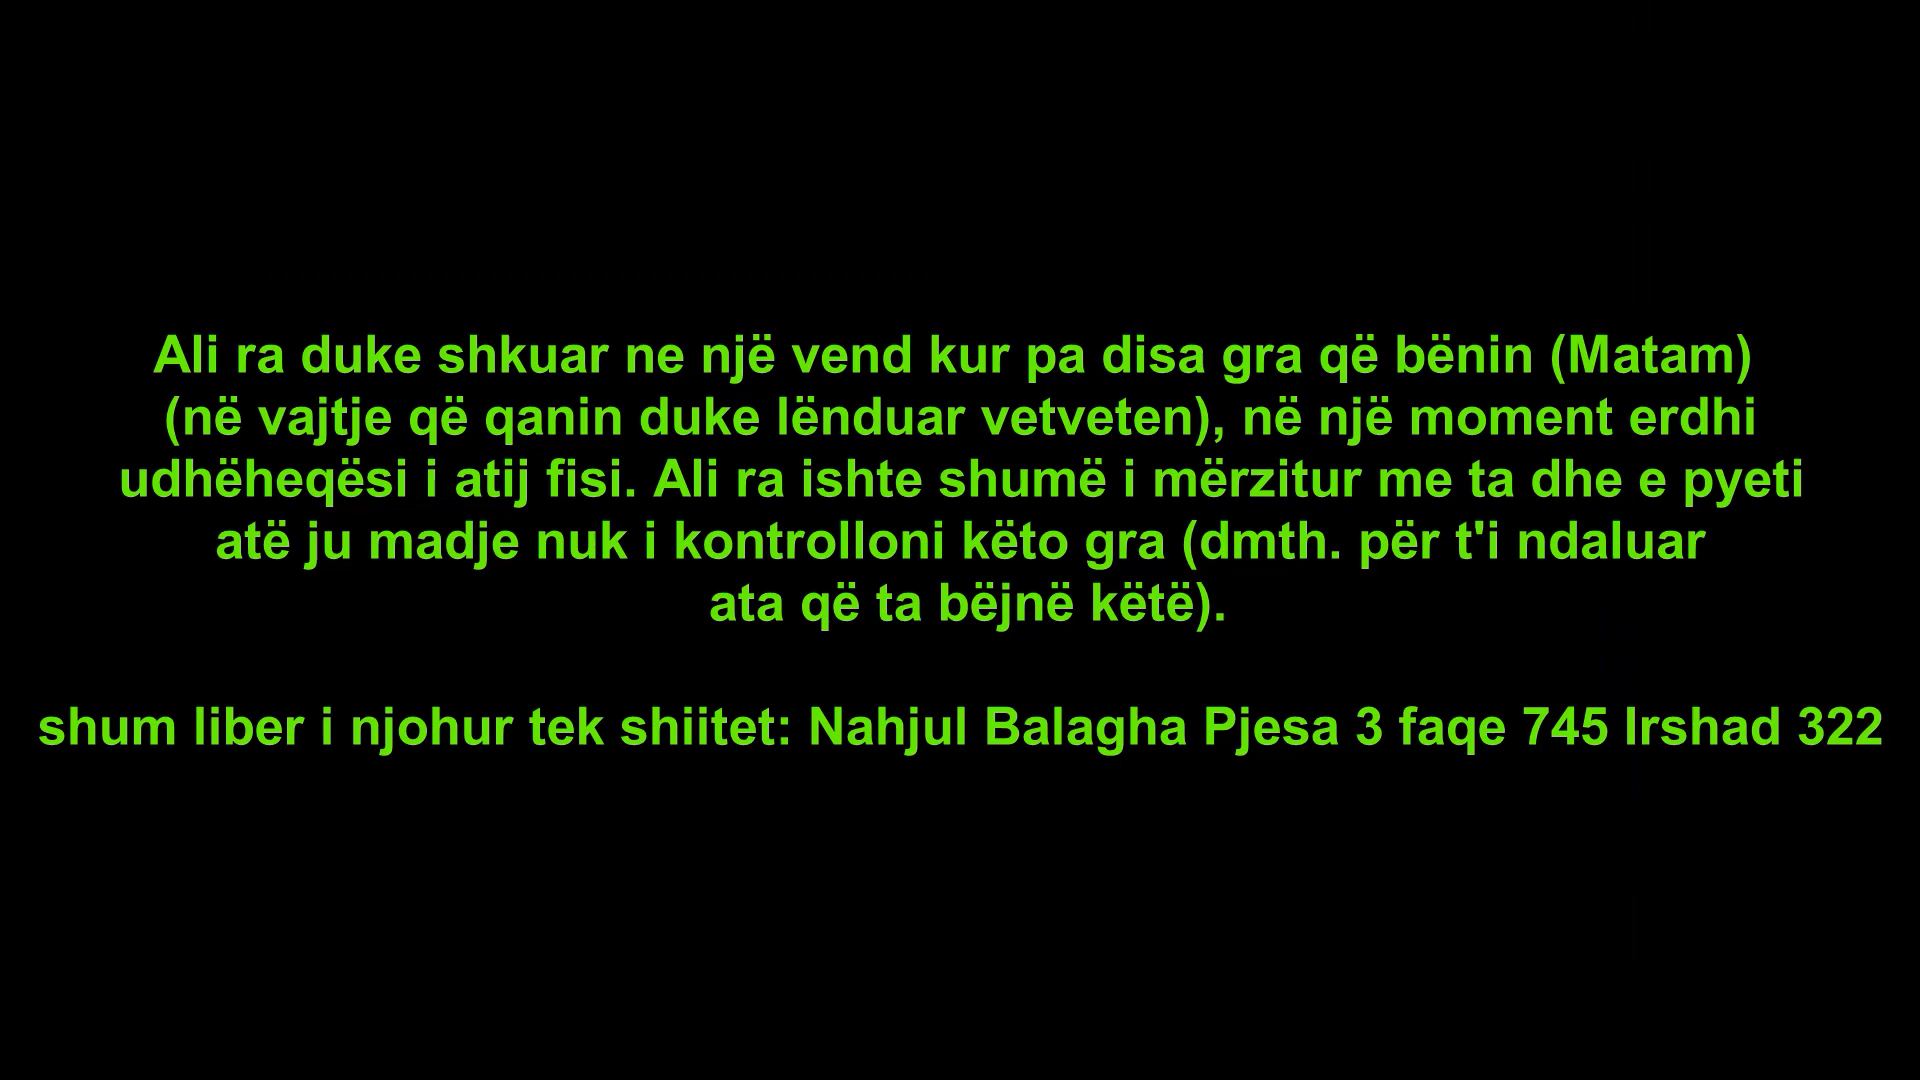 Ali ra duke shkuar ne një vend kur pa disa gra që bënin (Matam)
(në vajtje që qanin duke lënduar vetveten), në një moment erdhi
udhëheqësi i atij fisi. Ali ra ishte shumë i mërzitur me ta dhe e pyeti
atë ju madje nuk i kontrolloni këto gra (dmth. për t'i ndaluar
ata që ta bëjnë këtë).
shum liber i njohur tek shiitet: Nahjul Balagha Pjesa 3 faqe 745 Irshad 322